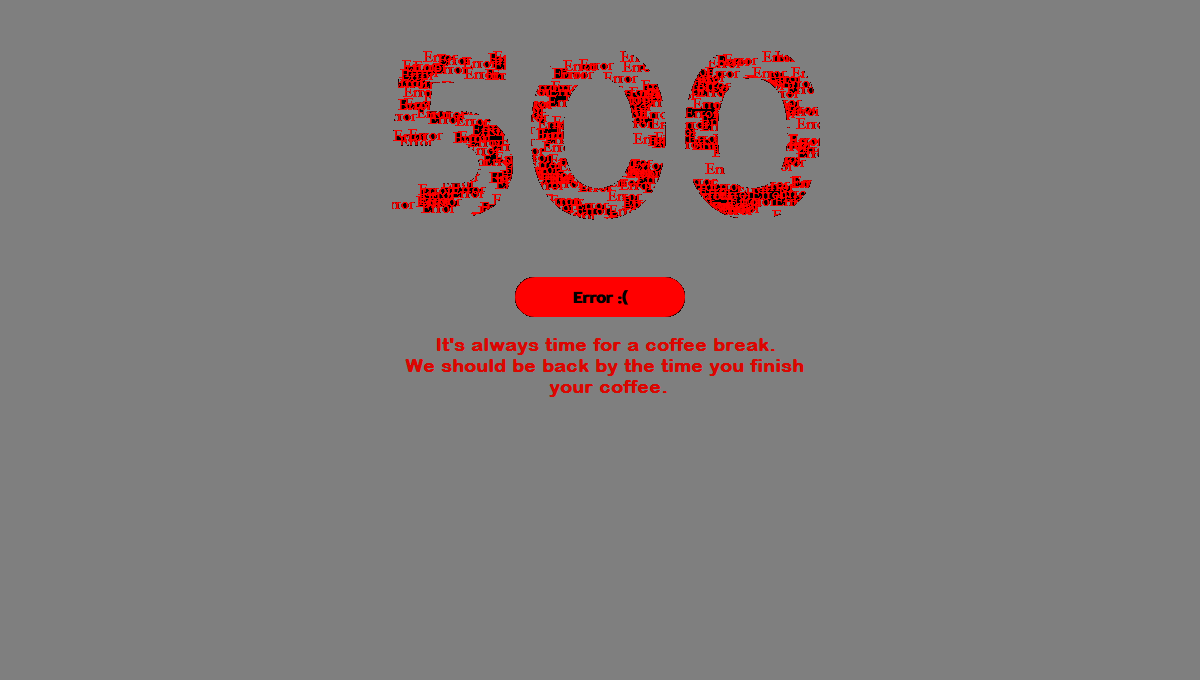 500
Error :(
It's always time for a coffee break.
We should be back by the time you finish
your coffee.